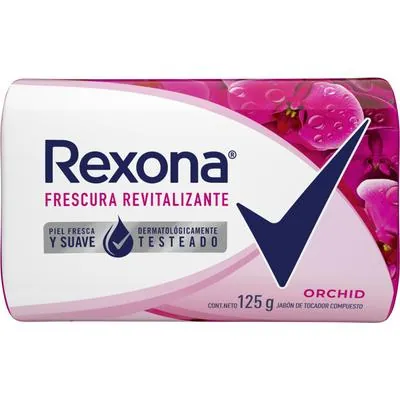 Rexona®
FRESCURA REVITALIZANTE
PIEL FRESCA
Y SUAVE
DERMATOLÓGICAMENTE
TESTEADO
ORCHID
CONT.NETO 125 g JABÓN DE TOCADOR COMPUESTO